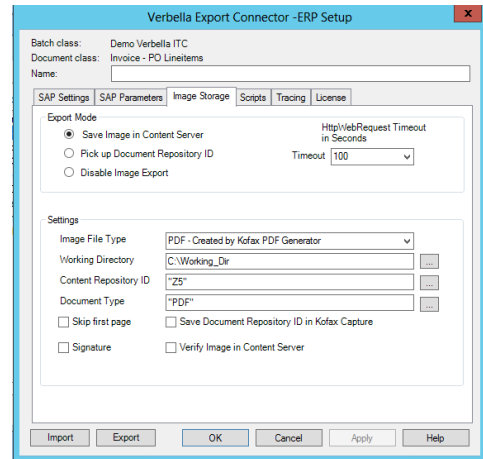 Verbella Export Connector -ERP Setup
x
Batch class: Demo Verbella ITC
Document class: Invoice - PO Lineitems
Name:
SAP Settings SAP Parameters Image Storage Scripts Tracing License
Export Mode
Save Image in Content Server
HttpWebRequest Timeout
in Seconds
Pick up Document Repository ID
Timeout 100
Disable Image Export
Settings
Image File Type PDF - Created by Kofax PDF Generator
Working Directory C:\Working_Dir ...
Content Repository ID "Z5" ...
Document Type "PDF" ...
Skip first page Save Document Repository ID in Kofax Capture
Signature Verify Image in Content Server
Import Export OK Cancel Apply Help